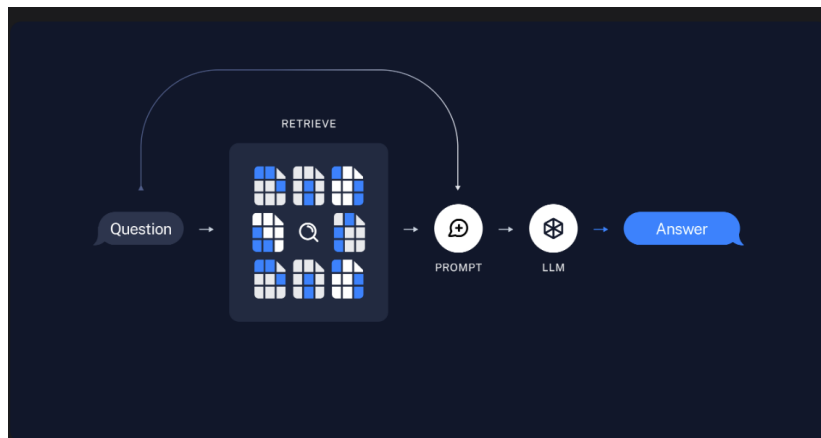 RETRIEVE
Question
Answer
PROMPT
LLM